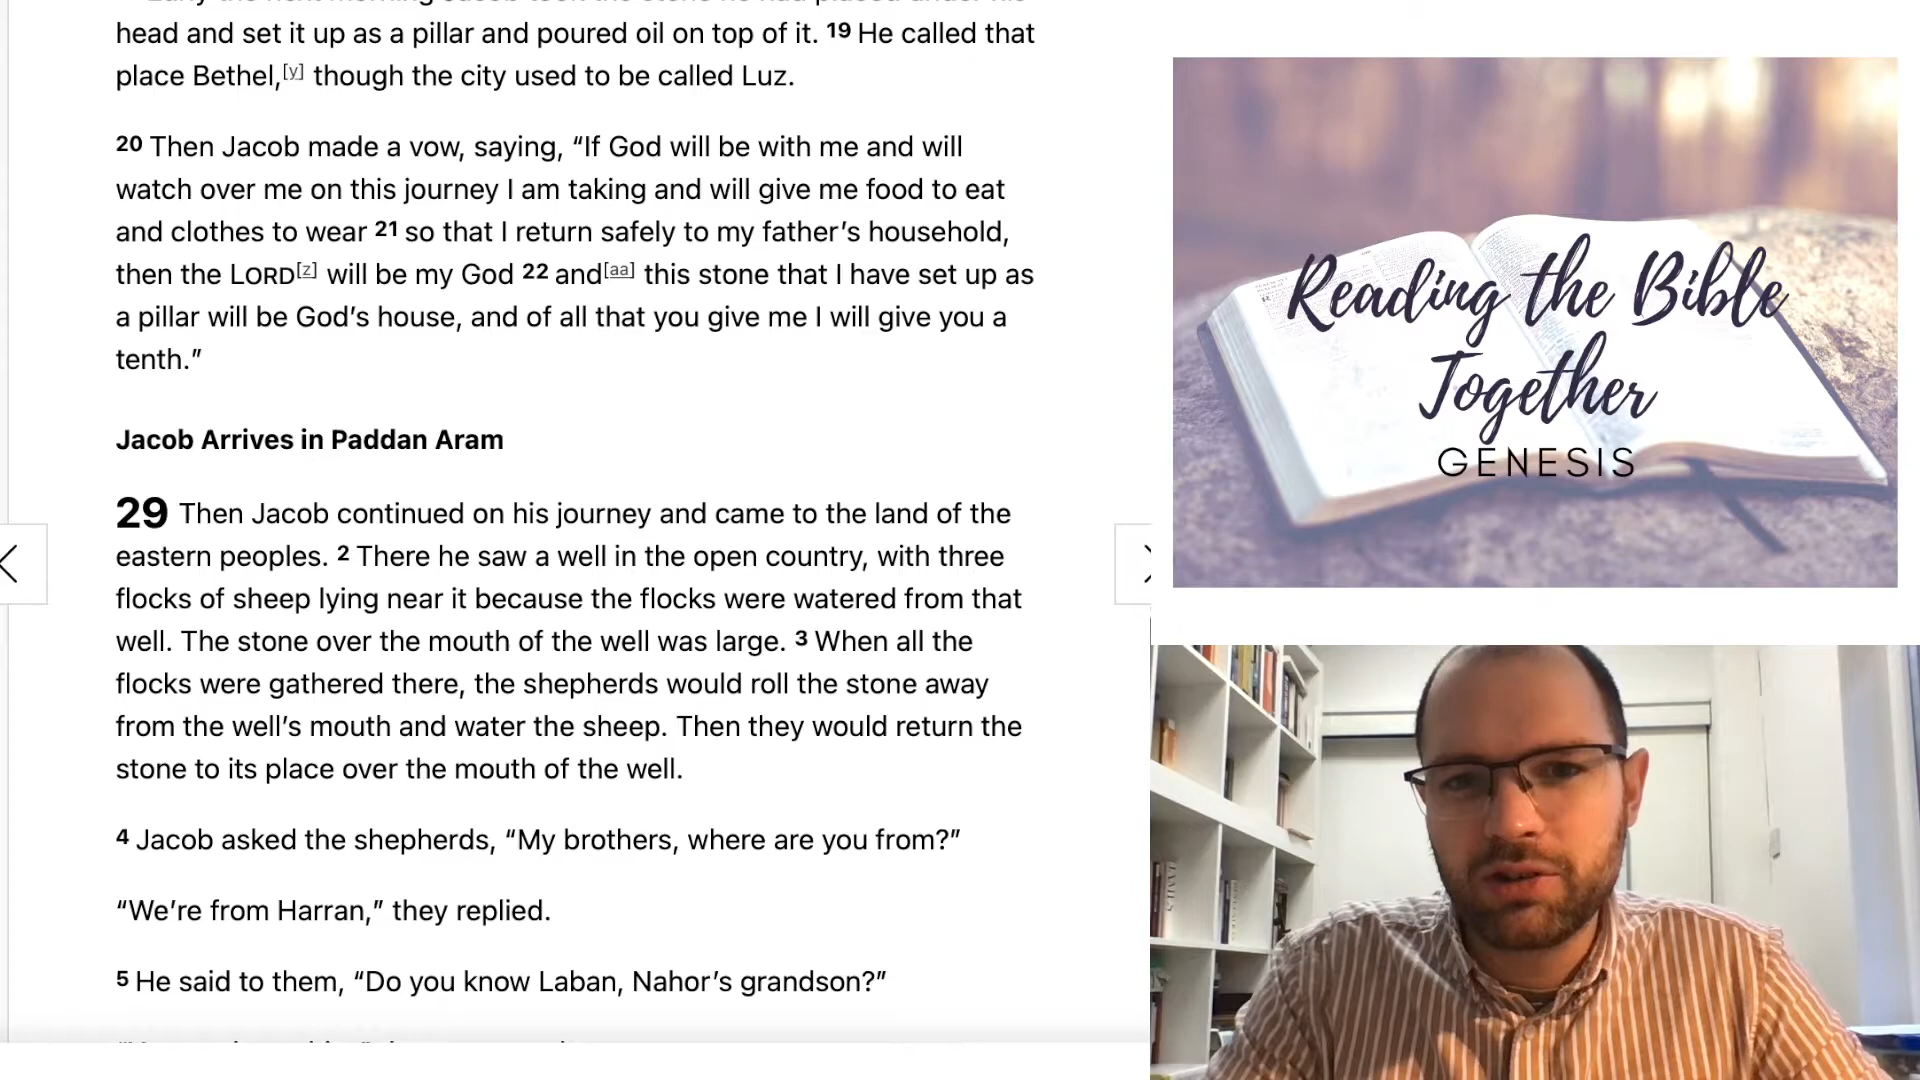 head and set it up as a pillar and poured oil on top of it. 19 He called that
place Bethel,[y] though the city used to be called Luz.
20 Then Jacob made a vow, saying, “If God will be with me and will
watch over me on this journey I am taking and will give me food to eat
and clothes to wear 21 so that I return safely to my father’s household,
then the LORD[z] will be my God 22 and[aa] this stone that I have set up as
a pillar will be God’s house, and of all that you give me I will give you a
tenth.”
Jacob Arrives in Paddan Aram
29 Then Jacob continued on his journey and came to the land of the
eastern peoples. 2 There he saw a well in the open country, with three
flocks of sheep lying near it because the flocks were watered from that
well. The stone over the mouth of the well was large. 3 When all the
flocks were gathered there, the shepherds would roll the stone away
from the well’s mouth and water the sheep. Then they would return the
stone to its place over the mouth of the well.
4 Jacob asked the shepherds, “My brothers, where are you from?”
“We’re from Harran,” they replied.
5 He said to them, “Do you know Laban, Nahor’s grandson?”
Reading the Bible
Together
GENESIS